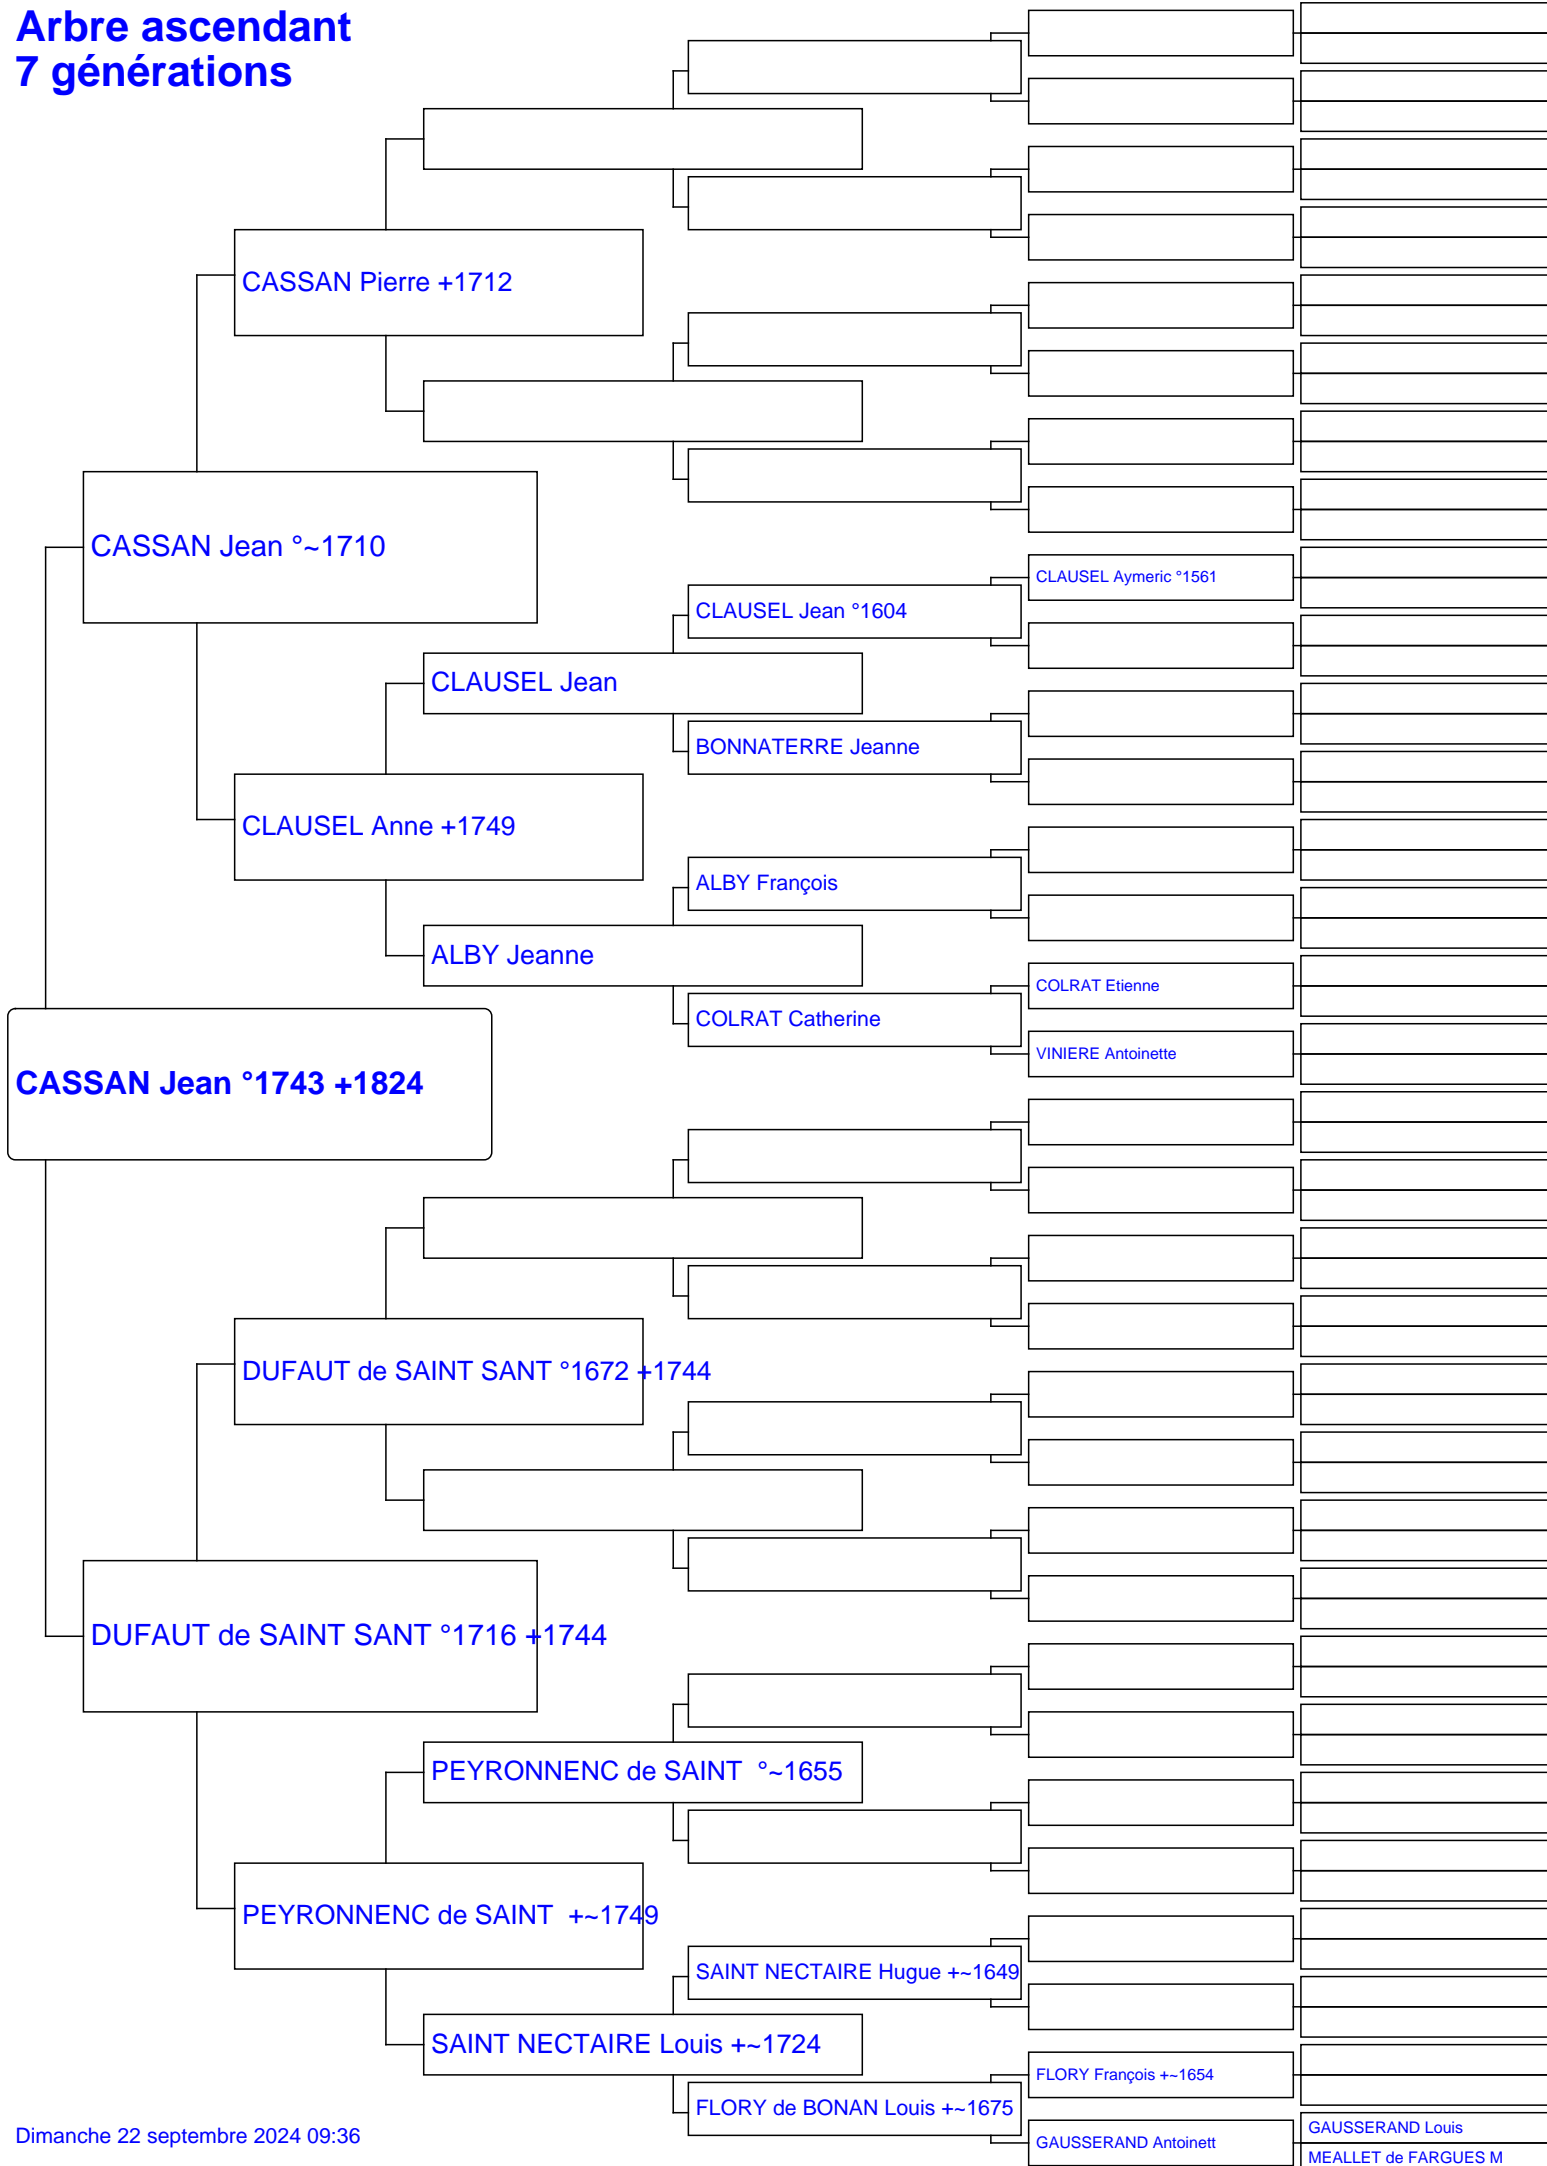 Arbre ascendant
7 générations
CASSAN Pierre +1712
CASSAN Jean °~1710
CLAUSEL Aymeric °1561
CLAUSEL Jean °1604
CLAUSEL Jean
BONNATERRE Jeanne
CLAUSEL Anne +1749
ALBY François
ALBY Jeanne
COLRAT Etienne
COLRAT Catherine
VINIERE Antoinette
CASSAN Jean °1743 +1824
DUFAUT de SAINT SANT °1672 +1744
DUFAUT de SAINT SANT °1716 +1744
PEYRONNENC de SAINT  °~1655
PEYRONNENC de SAINT  +~1749
SAINT NECTAIRE Hugue +~1649
SAINT NECTAIRE Louis +~1724
FLORY François +~1654
FLORY de BONAN Louis +~1675
GAUSSERAND Louis
GAUSSERAND Antoinett
MEALLET de FARGUES M
Dimanche 22 septembre 2024 09:36